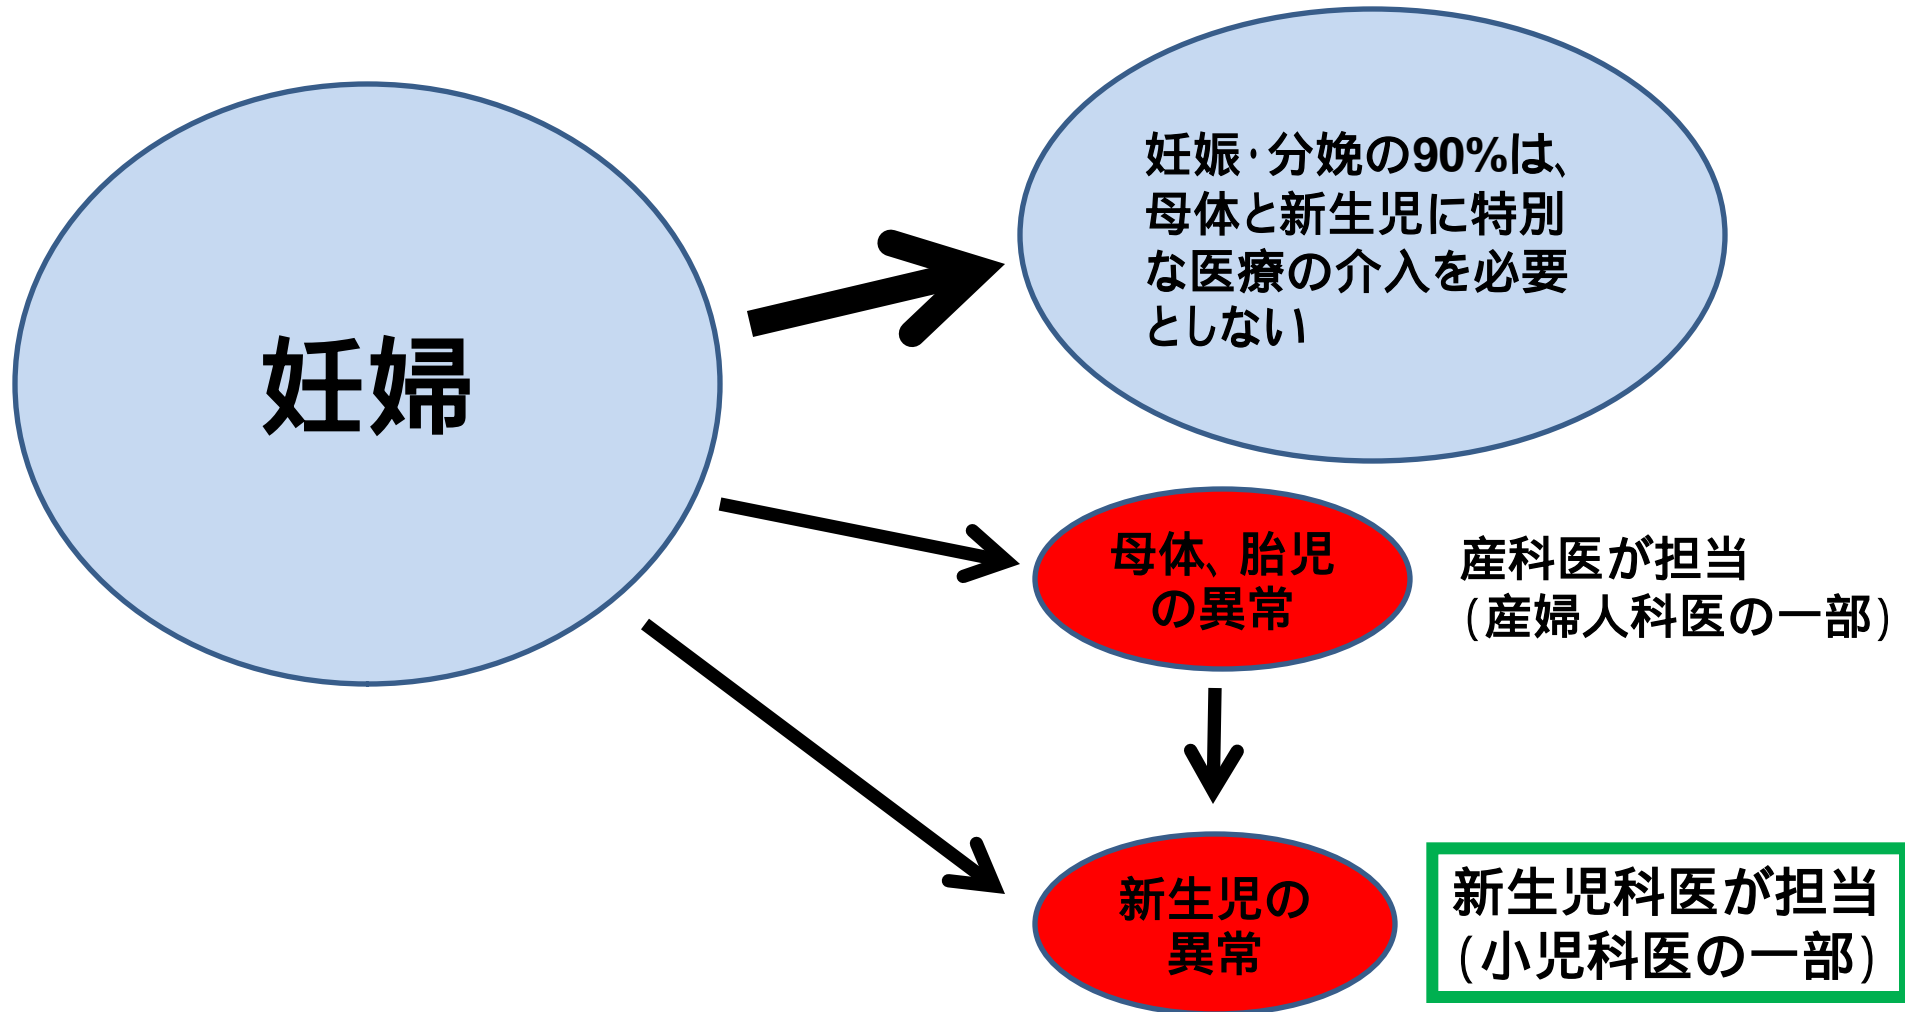 妊婦
妊娠・分娩の90%は、
母体と新生児に特別
な医療の介入を必要
としない
母体、胎児
の異常
産科医が担当
(産婦人科医の一部)
新生児の
異常
新生児科医が担当
(小児科医の一部)